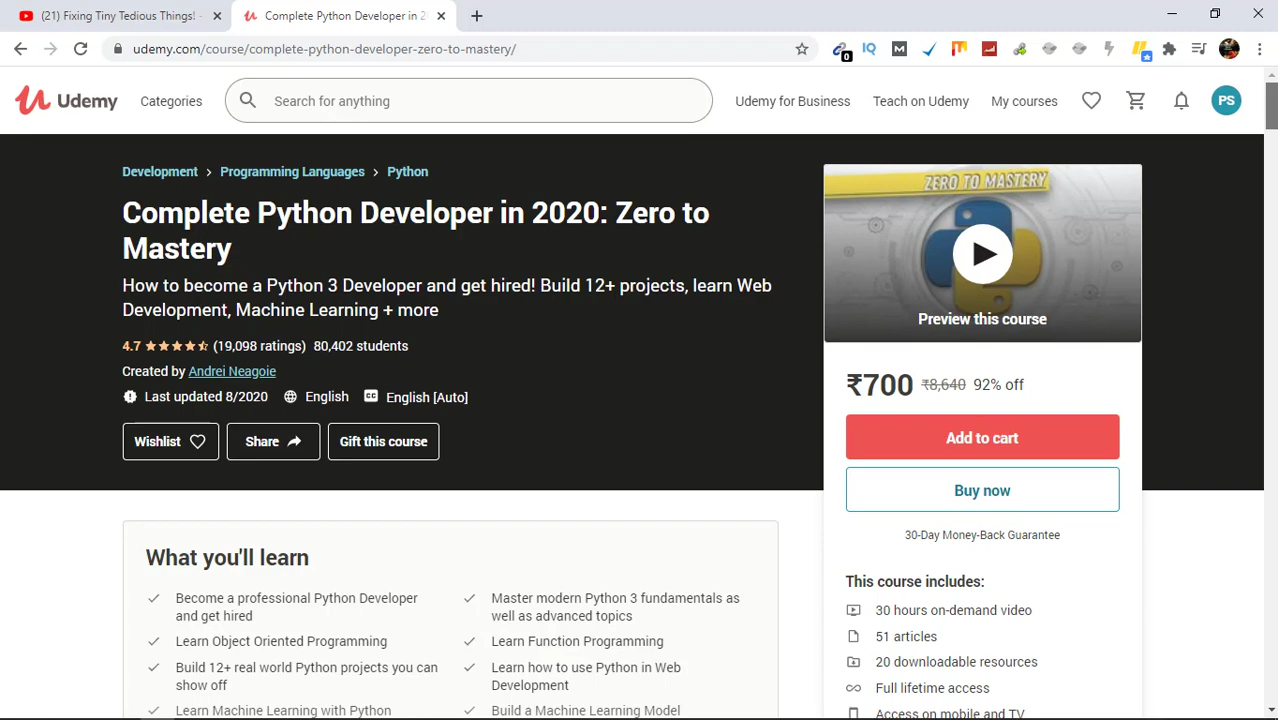 (21) Fixing Tiny Tedious Things! -
Complete Python Developer in 2
udemy.com/course/complete-python-developer-zero-to-mastery/
0
IQ
M
Udemy
Categories
Search for anything
Udemy for Business
Teach on Udemy
My courses
PS
Development > Programming Languages > Python
Complete Python Developer in 2020: Zero to
Mastery
How to become a Python 3 Developer and get hired! Build 12+ projects, learn Web
Development, Machine Learning + more
4.7 (19,098 ratings) 80,402 students
Created by Andrei Neagoie
Last updated 8/2020 English English [Auto]
Wishlist Share Gift this course
ZERO TO MASTERY
Preview this course
₹700 ₹8,640 92% off
Add to cart
Buy now
30-Day Money-Back Guarantee
This course includes:
30 hours on-demand video
51 articles
20 downloadable resources
Full lifetime access
Access on mobile and TV
What you'll learn
Become a professional Python Developer
and get hired
Master modern Python 3 fundamentals as
well as advanced topics
Learn Object Oriented Programming
Learn Function Programming
Build 12+ real world Python projects you can
show off
Learn how to use Python in Web
Development
Learn Machine Learning with Python
Build a Machine Learning Model